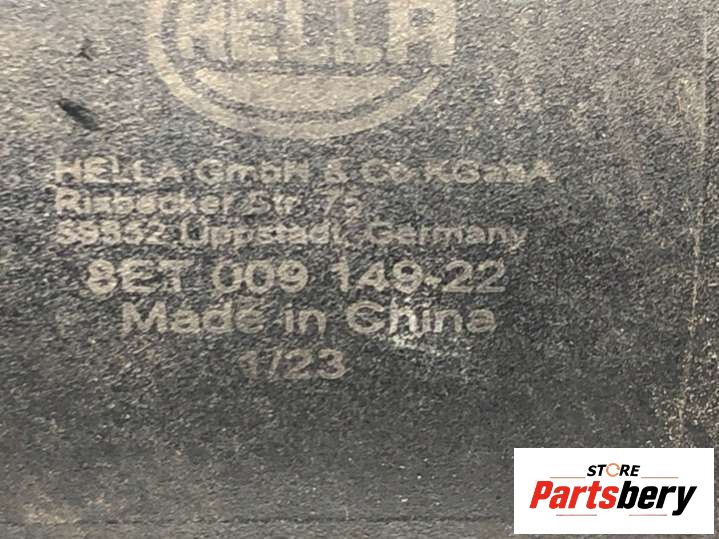 HELLA
HELLA GmbH & Co. KGaA
Rixbecker Str. 75
59552 Lippstadt, Germany
8ET 009 149-22
Made in China
1/23
STORE
Partsbery